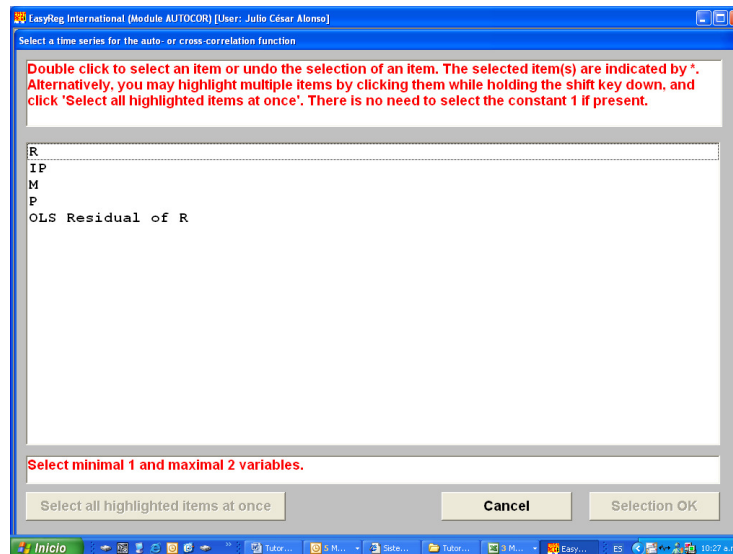 EasyReg International (Module AUTOCOR) [User: Julio César Alonso]
Select a time series for the auto- or cross-correlation function
Double click to select an item or undo the selection of an item. The selected item(s) are indicated by *.
Alternatively, you may highlight multiple items by clicking them while holding the shift key down, and
click 'Select all highlighted items at once'. There is no need to select the constant 1 if present.
R
IP
M
P
OLS Residual of R
Select minimal 1 and maximal 2 variables.
Select all highlighted items at once
Cancel
Selection OK
Inicio
Tutor...
5 M...
Siste...
Tutor...
3 M...
Easy...
ES
10:27 a.m